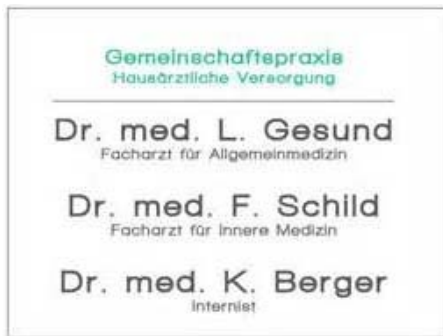 Gemeinschaftspraxis
Hausärztliche Versorgung
Dr. med. L. Gesund
Facharzt für Allgemeinmedizin
Dr. med. F. Schild
Facharzt für Innere Medizin
Dr. med. K. Berger
Internist